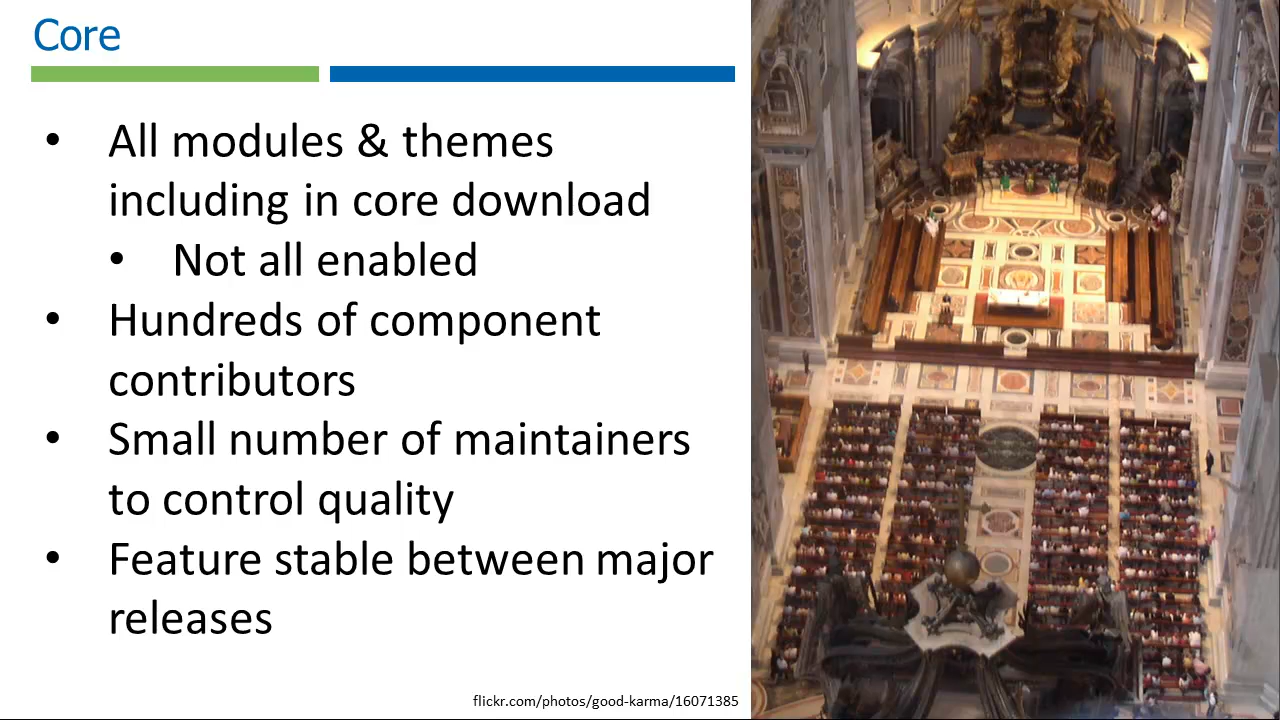 Core
• All modules & themes
including in core download
• Not all enabled
• Hundreds of component
contributors
• Small number of maintainers
to control quality
• Feature stable between major
releases
flickr.com/photos/good-karma/16071385